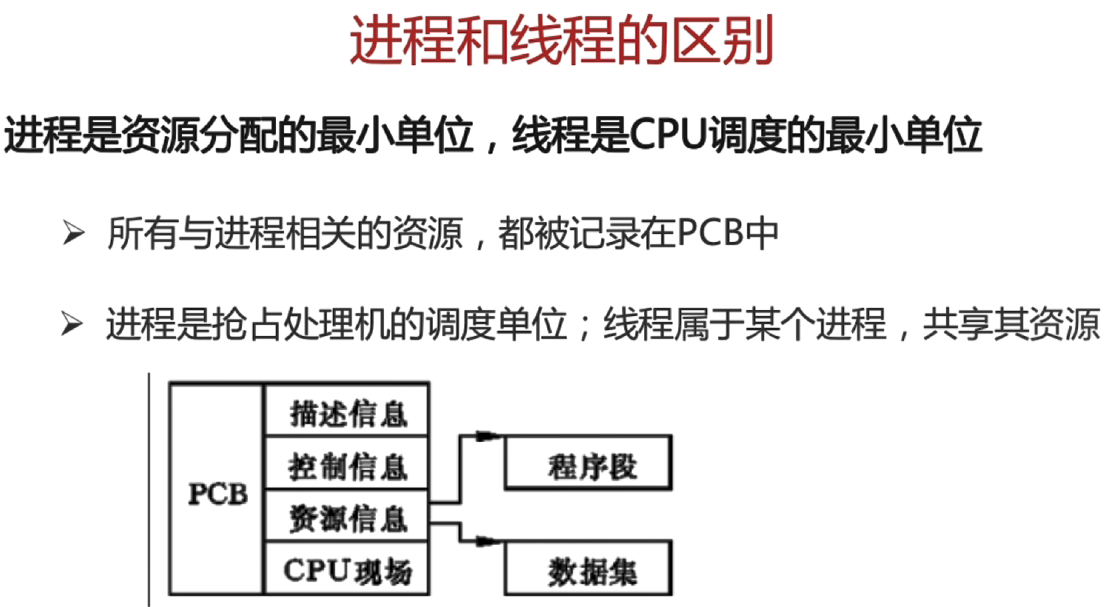 进程和线程的区别
进程是资源分配的最小单位，线程是CPU调度的最小单位
➢ 所有与进程相关的资源，都被记录在PCB中
➢ 进程是抢占处理机的调度单位；线程属于某个进程，共享其资源
描述信息
控制信息
程序段
PCB
资源信息
CPU现场
数据集